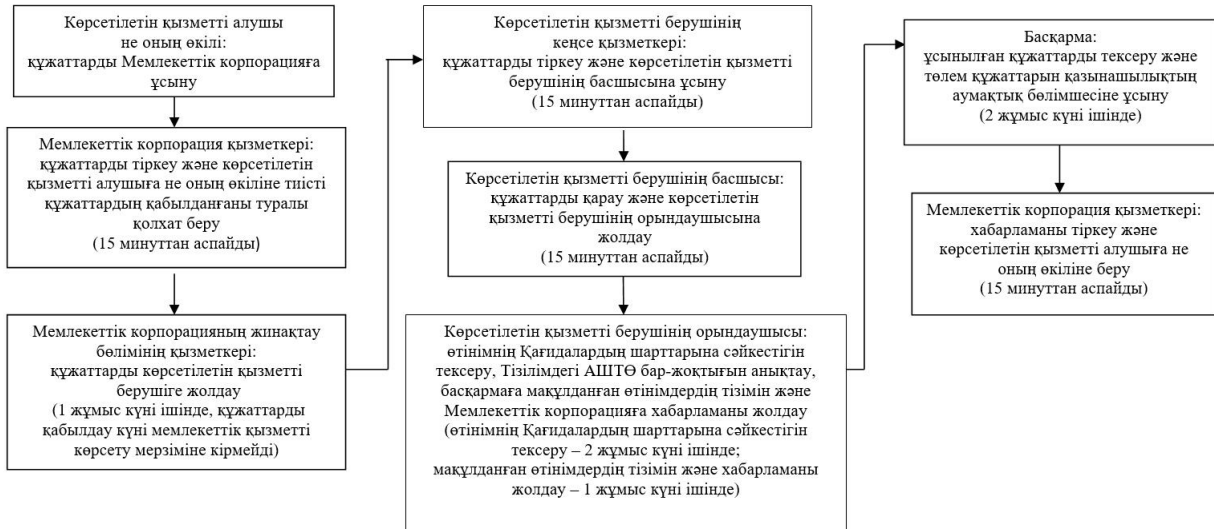 Көрсетілетін қызметті алушы
не оның өкілі:
құжаттарды Мемлекеттік корпорацияға
ұсыну
Мемлекеттік корпорация қызметкері:
құжаттарды тіркеу және көрсетілетін
қызметті алушыға не оның өкіліне тиісті
құжаттардың қабылданғаны туралы
қолхат беру
(15 минуттан аспайды)
Мемлекеттік корпорацияның жинақтау
бөлімінің қызметкері:
құжаттарды көрсетілетін қызметті
берушіге жолдау
(1 жұмыс күні ішінде, құжаттарды
қабылдау күні мемлекеттік қызметті
көрсету мерзіміне кірмейді)
Көрсетілетін қызметті берушінің
кеңсе қызметкері:
құжаттарды тіркеу және көрсетілетін қызметті
берушінің басшысына ұсыну
(15 минуттан аспайды)
Көрсетілетін қызметті берушінің басшысы:
құжаттарды қарау және көрсетілетін
қызметті берушінің орындаушысына
жолдау
(15 минуттан аспайды)
Көрсетілетін қызметті берушінің орындаушысы:
өтінімнің Қағидалардың шарттарына сәйкестігін
тексеру, Тізілімдегі АШТӨ бар-жоқтығын анықтау,
басқармаға мақұлданған өтінімдердің тізімін және
Мемлекеттік корпорацияға хабарламаны жолдау
(өтінімнің Қағидалардың шарттарына сәйкестігін
тексеру – 2 жұмыс күні ішінде;
мақұлданған өтінімдердің тізімін және хабарламаны
жолдау – 1 жұмыс күні ішінде)
Басқарма:
ұсынылған құжаттарды тексеру және
төлем құжаттарын қазынашылықтың
аумақтық бөлімшесіне ұсыну
(2 жұмыс күні ішінде)
Мемлекеттік корпорация қызметкері:
хабарламаны тіркеу және
көрсетілетін қызметті алушыға не
оның өкіліне беру
(15 минуттан аспайды)